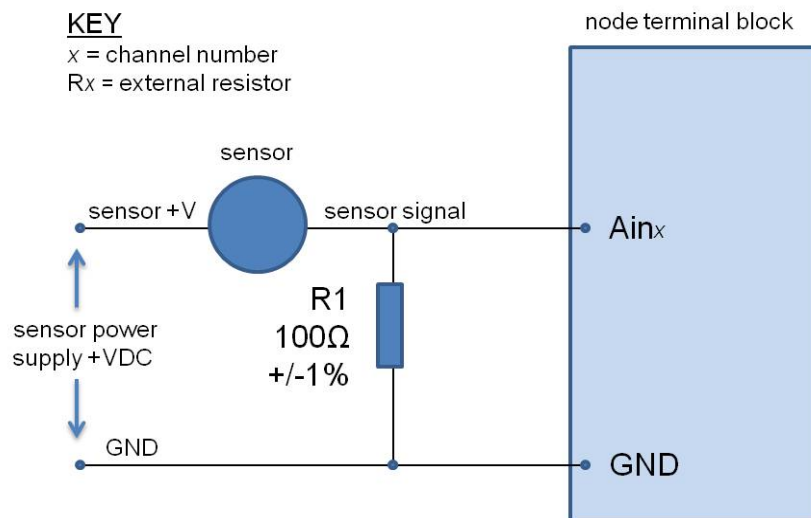 KEY
x = channel number
Rx = external resistor
node terminal block
sensor
sensor +V
sensor signal
Ainx
R1
100Ω
+/-1%
sensor power
supply +VDC
GND
GND